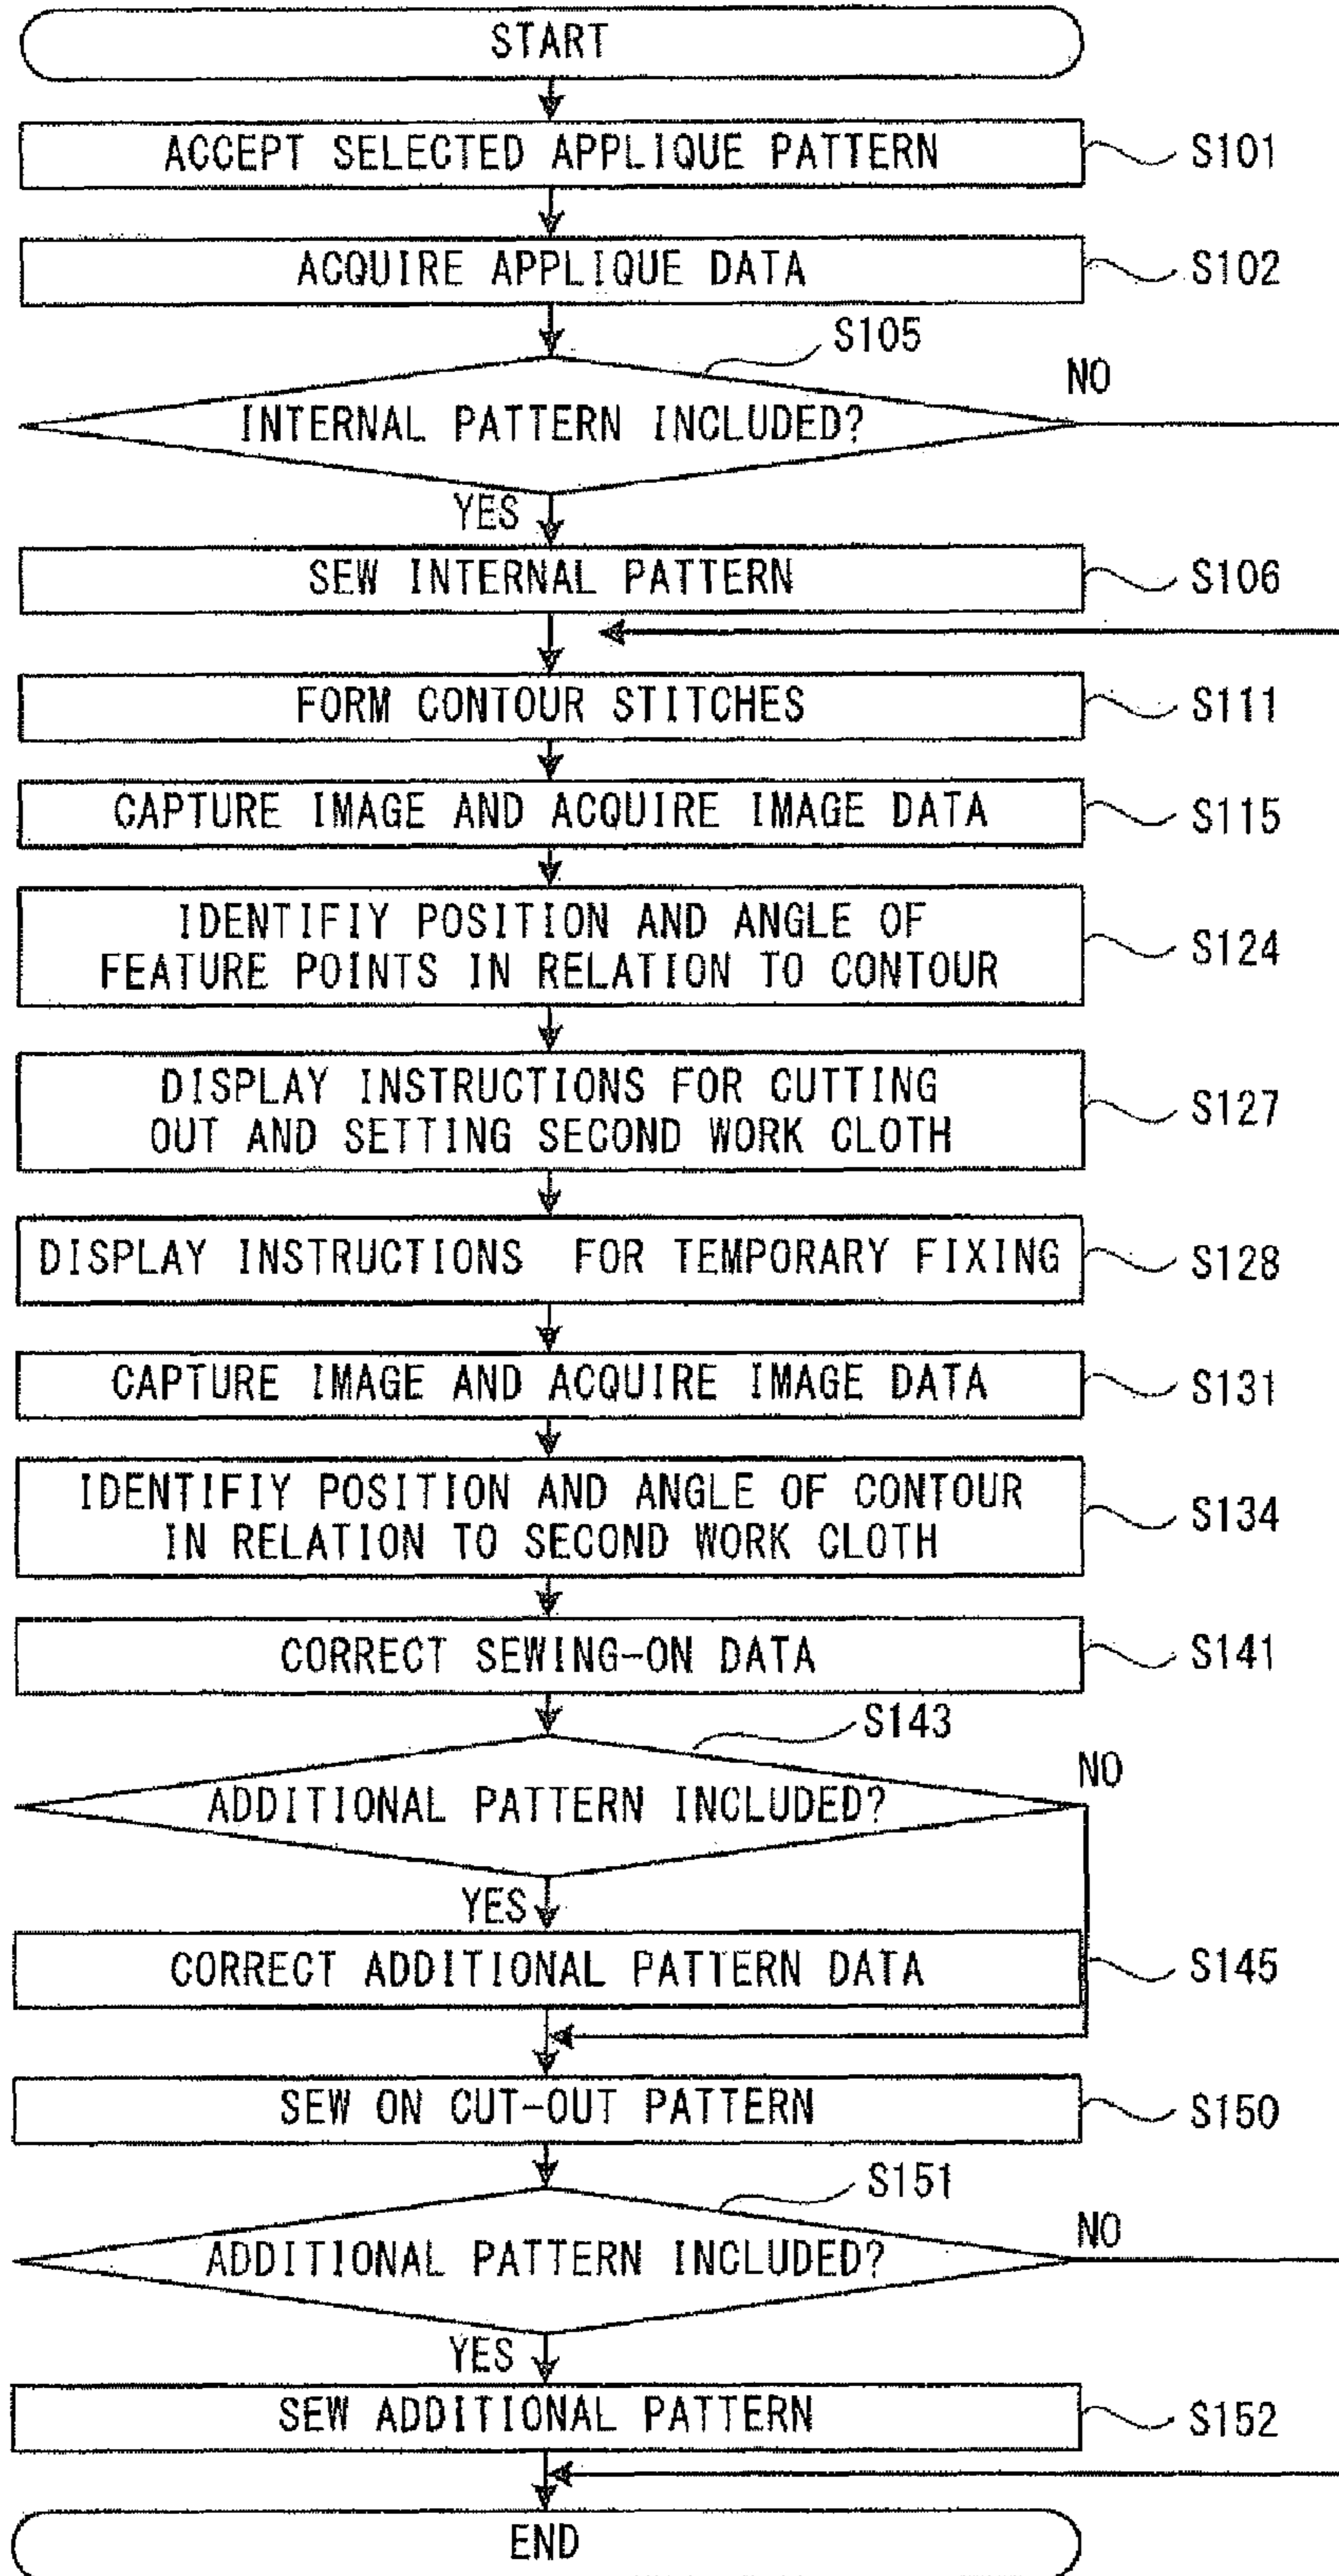 START
ACCEPT SELECTED APPLIQUE PATTERN
S101
ACQUIRE APPLIQUE DATA
S102
S105
INTERNAL PATTERN INCLUDED?
NO
YES
SEW INTERNAL PATTERN
S106
FORM CONTOUR STITCHES
S111
CAPTURE IMAGE AND ACQUIRE IMAGE DATA
S115
IDENTIFIY POSITION AND ANGLE OF
FEATURE POINTS IN RELATION TO CONTOUR
S124
DISPLAY INSTRUCTIONS FOR CUTTING
OUT AND SETTING SECOND WORK CLOTH
S127
DISPLAY INSTRUCTIONS FOR TEMPORARY FIXING
S128
CAPTURE IMAGE AND ACQUIRE IMAGE DATA
S131
IDENTIFIY POSITION AND ANGLE OF CONTOUR
IN RELATION TO SECOND WORK CLOTH
S134
CORRECT SEWING-ON DATA
S141
S143
ADDITIONAL PATTERN INCLUDED?
NO
YES
CORRECT ADDITIONAL PATTERN DATA
S145
SEW ON CUT-OUT PATTERN
S150
S151
ADDITIONAL PATTERN INCLUDED?
NO
YES
SEW ADDITIONAL PATTERN
S152
END